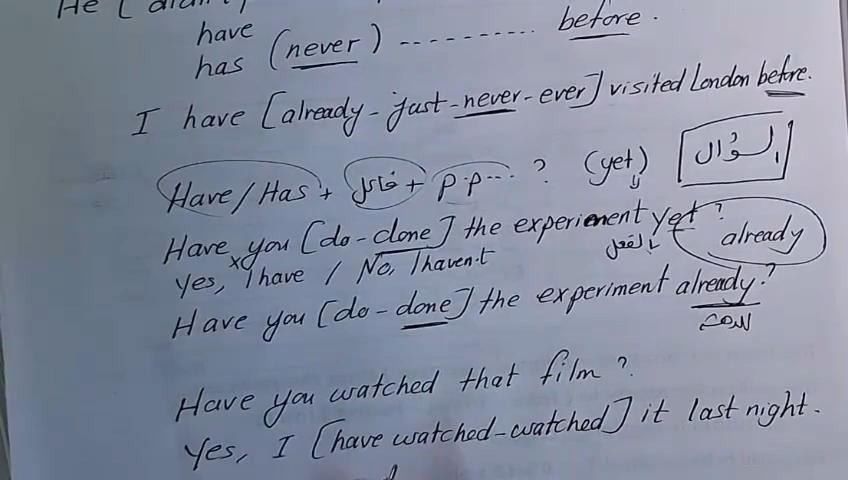 He [
have
has (never) ---------- before.
I have [already - just - never - ever] visited London before.
Have/Has + فاعل + p.p... ? (yet) السؤال
Have you [do - done] the experiment yet? already
بالفعل
Yes, I have / No, I haven't
Have you [do - done] the experiment already?
للدهشة
Have you watched that film?
Yes, I [have watched - watched] it last night.